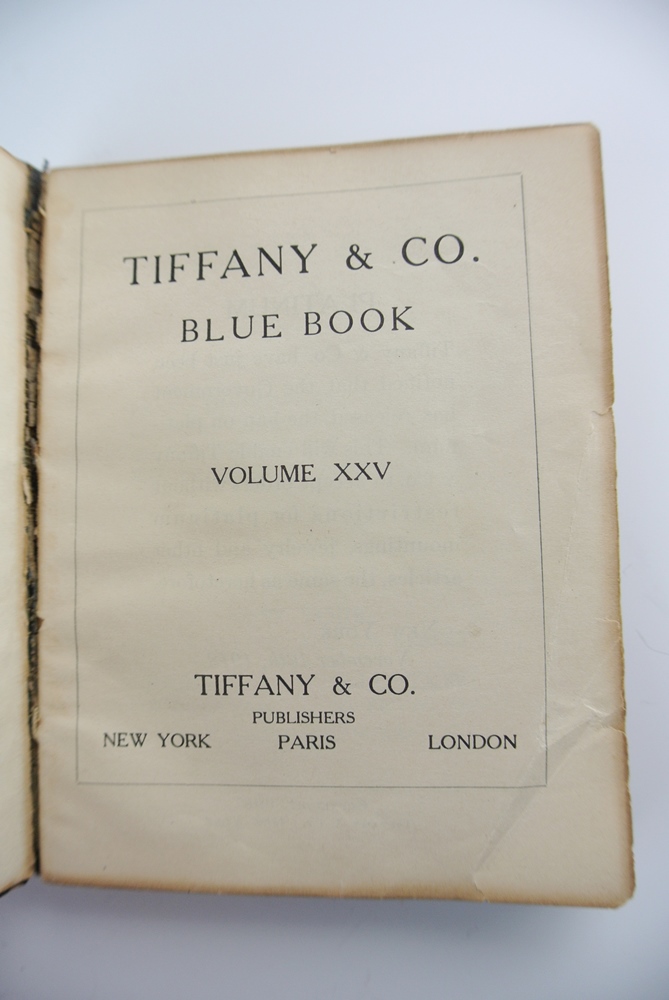 TIFFANY & CO.
BLUE BOOK
VOLUME XXV
TIFFANY & CO.
PUBLISHERS
NEW YORK PARIS LONDON